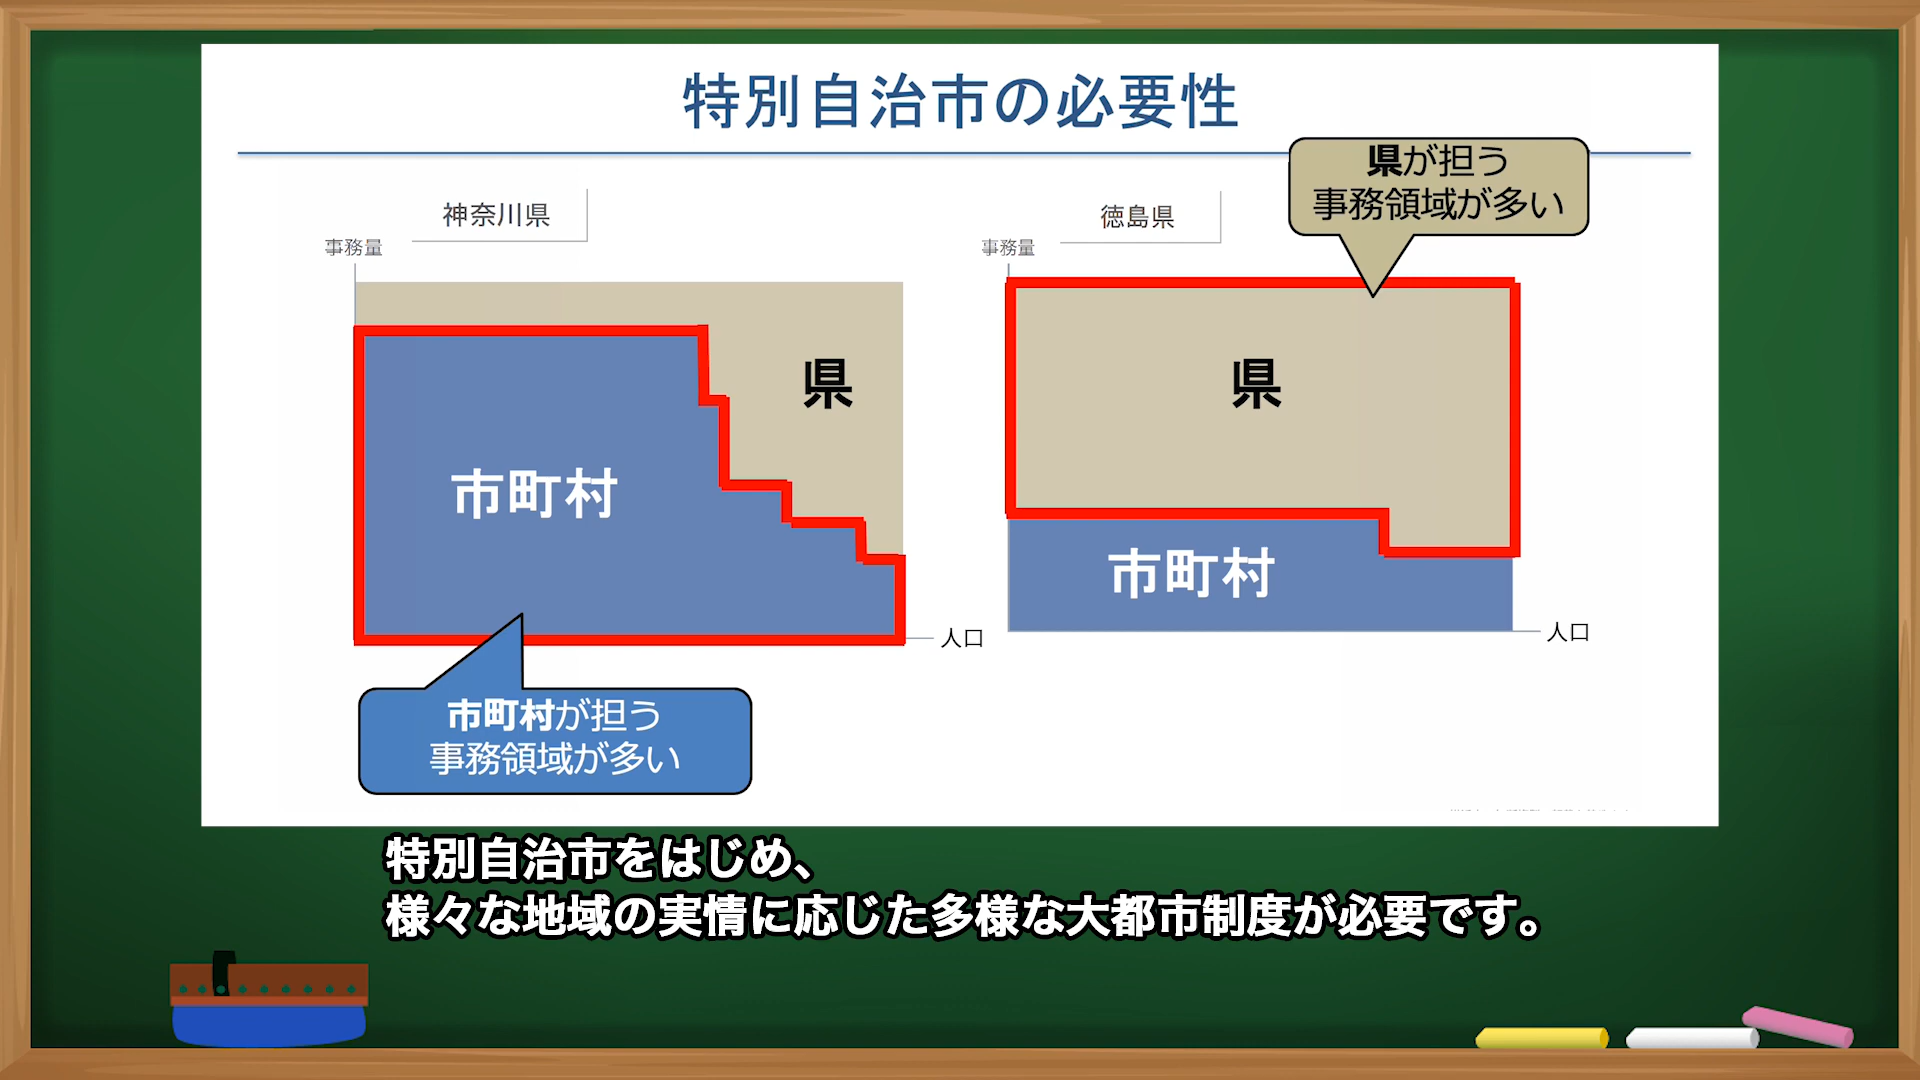 特別自治市の必要性
神奈川県
事務量
県
市町村
人口
市町村が担う
事務領域が多い
徳島県
事務量
県が担う
事務領域が多い
県
市町村
人口
特別自治市をはじめ、
様々な地域の実情に応じた多様な大都市制度が必要です。